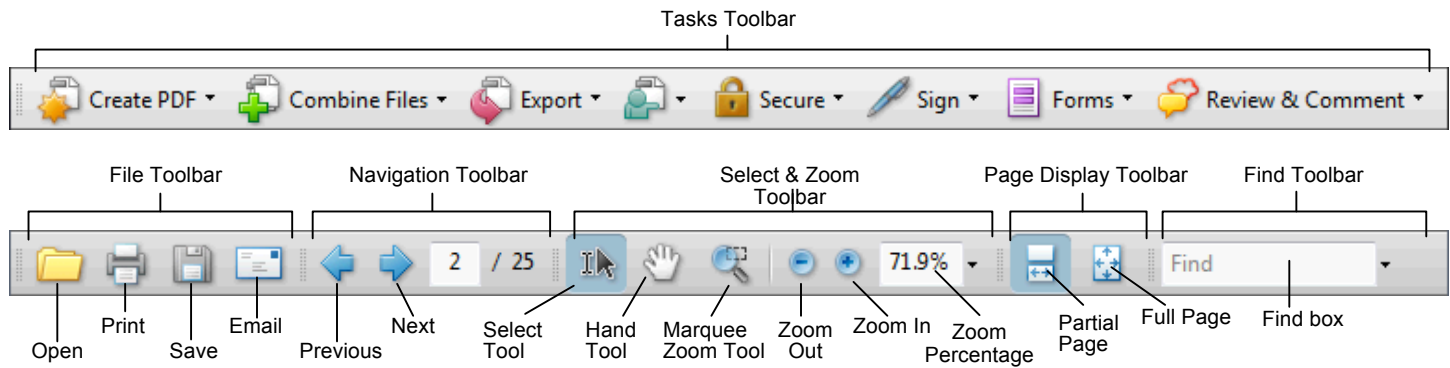 Tasks Toolbar
Create PDF Combine Files Export Secure Sign Forms Review & Comment
File Toolbar Navigation Toolbar Select & Zoom Toolbar Page Display Toolbar Find Toolbar
2 / 25 71.9% Find
Open Print Save Email Previous Next Select Tool Hand Tool Marquee Zoom Tool Zoom Out Zoom In Zoom Percentage Partial Page Full Page Find box